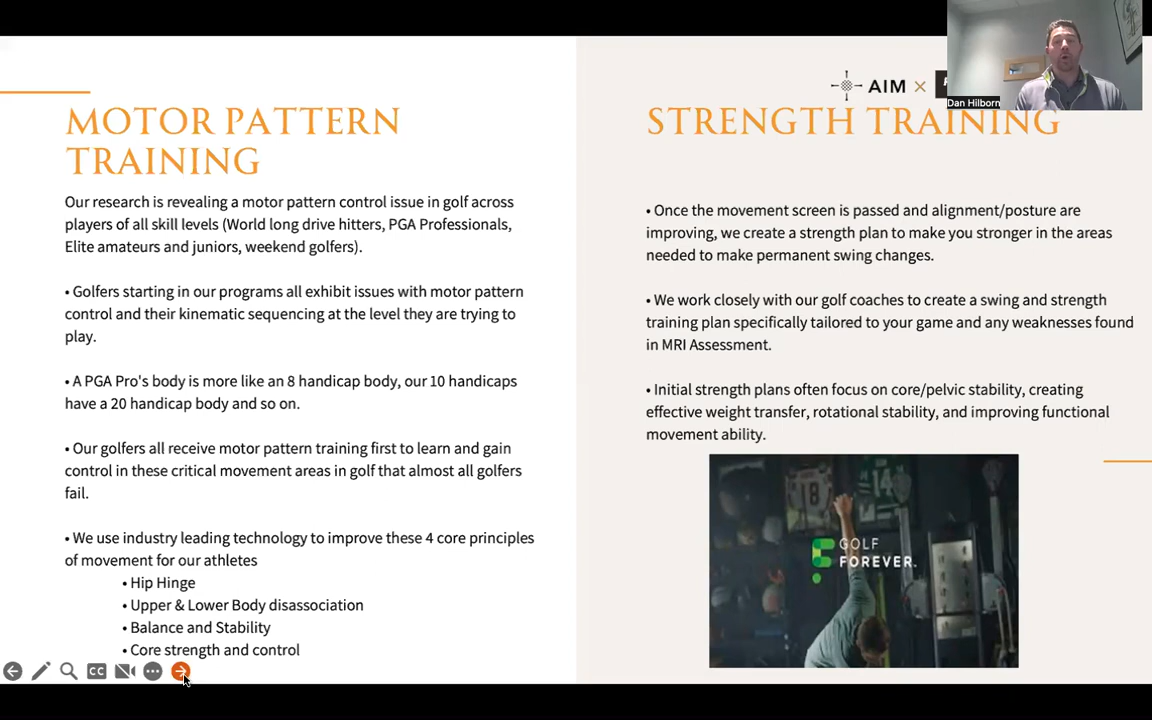 MOTOR PATTERN
TRAINING
Our research is revealing a motor pattern control issue in golf across
players of all skill levels (World long drive hitters, PGA Professionals,
Elite amateurs and juniors, weekend golfers).
• Golfers starting in our programs all exhibit issues with motor pattern
control and their kinematic sequencing at the level they are trying to
play.
• A PGA Pro's body is more like an 8 handicap body, our 10 handicaps
have a 20 handicap body and so on.
• Our golfers all receive motor pattern training first to learn and gain
control in these critical movement areas in golf that almost all golfers
fail.
• We use industry leading technology to improve these 4 core principles
of movement for our athletes
• Hip Hinge
• Upper & Lower Body disassociation
• Balance and Stability
• Core strength and control
CC
AIM ×
Dan Hilborn
STRENGTH TRAINING
• Once the movement screen is passed and alignment/posture are
improving, we create a strength plan to make you stronger in the areas
needed to make permanent swing changes.
• We work closely with our golf coaches to create a swing and strength
training plan specifically tailored to your game and any weaknesses found
in MRI Assessment.
• Initial strength plans often focus on core/pelvic stability, creating
effective weight transfer, rotational stability, and improving functional
movement ability.
18
14
GOLF
FOREVER.